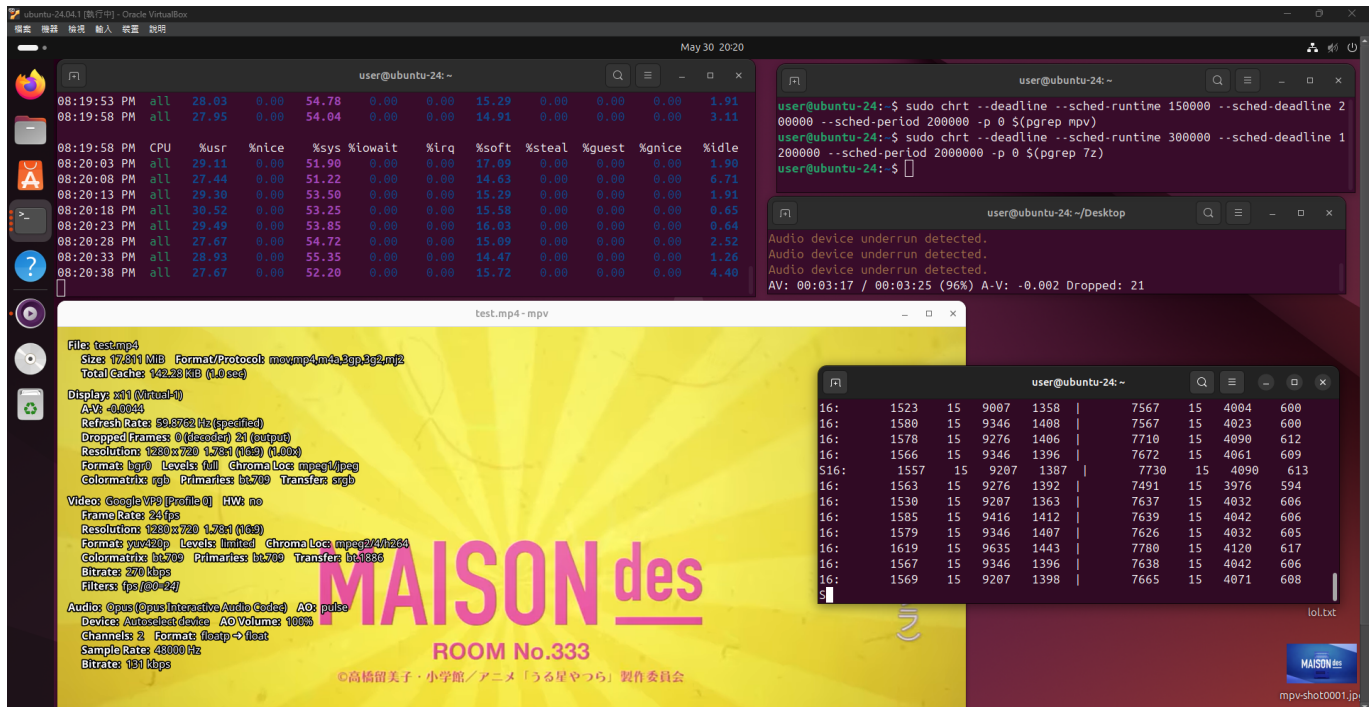 ubuntu-24.04.1 [執行中] - Oracle VirtualBox
檔案 機器 檢視 輸入 裝置 說明
May 30 20:20
user@ubuntu-24: ~
08:19:53 PM all 28.03 0.00 54.78 0.00 0.00 15.29 0.00 0.00 0.00 1.91
08:19:58 PM all 27.95 0.00 54.04 0.00 0.00 14.91 0.00 0.00 0.00 3.11
08:19:58 PM CPU %usr %nice %sys %iowait %irq %soft %steal %guest %gnice %idle
08:20:03 PM all 29.11 0.00 51.90 0.00 0.00 17.09 0.00 0.00 0.00 1.90
08:20:08 PM all 27.44 0.00 51.22 0.00 0.00 14.63 0.00 0.00 0.00 6.71
08:20:13 PM all 29.30 0.00 53.50 0.00 0.00 15.29 0.00 0.00 0.00 1.91
08:20:18 PM all 30.52 0.00 53.25 0.00 0.00 15.58 0.00 0.00 0.00 0.65
08:20:23 PM all 29.49 0.00 53.85 0.00 0.00 16.03 0.00 0.00 0.00 0.64
08:20:28 PM all 27.67 0.00 54.72 0.00 0.00 15.09 0.00 0.00 0.00 2.52
08:20:33 PM all 28.93 0.00 55.35 0.00 0.00 14.47 0.00 0.00 0.00 1.26
08:20:38 PM all 27.67 0.00 52.20 0.00 0.00 15.72 0.00 0.00 0.00 4.40
user@ubuntu-24: ~
user@ubuntu-24:~$ sudo chrt --deadline --sched-runtime 150000 --sched-deadline 2
00000 --sched-period 200000 -p 0 $(pgrep mpv)
user@ubuntu-24:~$ sudo chrt --deadline --sched-runtime 300000 --sched-deadline 1
200000 --sched-period 2000000 -p 0 $(pgrep 7z)
user@ubuntu-24:~$
user@ubuntu-24: ~/Desktop
Audio device underrun detected.
Audio device underrun detected.
Audio device underrun detected.
AV: 00:03:17 / 00:03:25 (96%) A-V: -0.002 Dropped: 21
test.mp4 - mpv
File: test.mp4
Size: 17.811 MiB Format/Protocol: mov,mp4,m4a,3gp,3g2,mj2
Total Cache: 142.28 KiB (1.0 sec)
Display: x11 (Virtual-1)
A-V: -0.0044
Refresh Rate: 59.8762 Hz (specified)
Dropped Frames: 0 (decoder) 21 (output)
Resolution: 1280 x 720 1.78:1 (16:9) (1.00x)
Format: bgr0 Levels: full Chroma Loc: mpeg1/jpeg
Colormatrix: rgb Primaries: bt.709 Transfer: srgb
Video: Google VP9 [Profile 0] HW: no
Frame Rate: 24 fps
Resolution: 1280 x 720 1.78:1 (16:9)
Format: yuv420p Levels: limited Chroma Loc: mpeg2/4/h264
Colormatrix: bt.709 Primaries: bt.709 Transfer: bt.1886
Bitrate: 270 kbps
Filters: fps [@0=24]
Audio: Opus (Opus Interactive Audio Codec) AO: pulse
Device: Autoselect device AO Volume: 100%
Channels: 2 Format: floatp → float
Sample Rate: 48000 Hz
Bitrate: 131 kbps
MAISON des
ROOM No.333
©高橋留美子・小学館／アニメ「うる星やつら」製作委員会
ラ
user@ubuntu-24: ~
16: 1523 15 9007 1358 | 7567 15 4004 600
16: 1580 15 9346 1408 | 7567 15 4023 600
16: 1578 15 9276 1406 | 7710 15 4090 612
16: 1566 15 9346 1396 | 7672 15 4061 609
S16: 1557 15 9207 1387 | 7730 15 4090 613
16: 1563 15 9276 1392 | 7491 15 3976 594
16: 1530 15 9207 1363 | 7637 15 4032 606
16: 1585 15 9416 1412 | 7639 15 4042 606
16: 1579 15 9346 1407 | 7626 15 4032 605
16: 1619 15 9635 1443 | 7780 15 4120 617
16: 1567 15 9346 1396 | 7638 15 4042 606
16: 1569 15 9207 1398 | 7665 15 4071 608
S
lol.txt
MAISON des
mpv-shot0001.jp